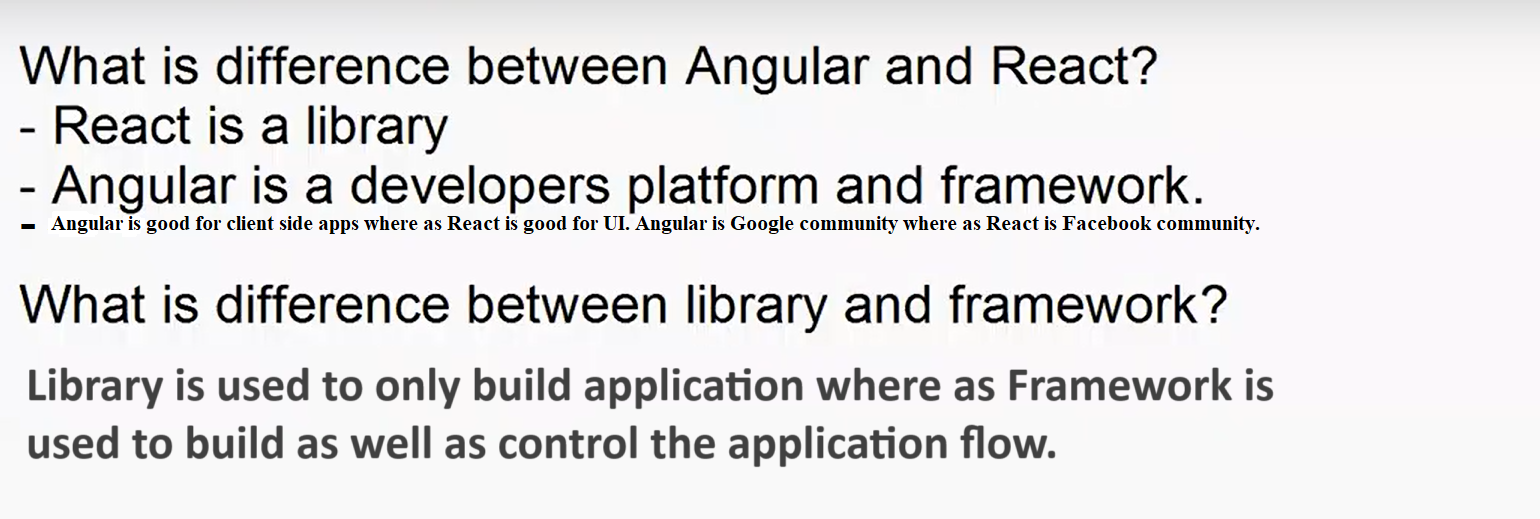 What is difference between Angular and React?
- React is a library
- Angular is a developers platform and framework.
- Angular is good for client side apps where as React is good for UI. Angular is Google community where as React is Facebook community.
What is difference between library and framework?
Library is used to only build application where as Framework is
used to build as well as control the application flow.